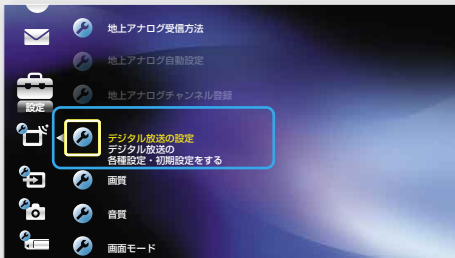 地上アナログ受信方法
地上アナログ自動設定
地上アナログチャンネル登録
設定
デジタル放送の設定
デジタル放送の
各種設定・初期設定をする
画質
音質
画面モード